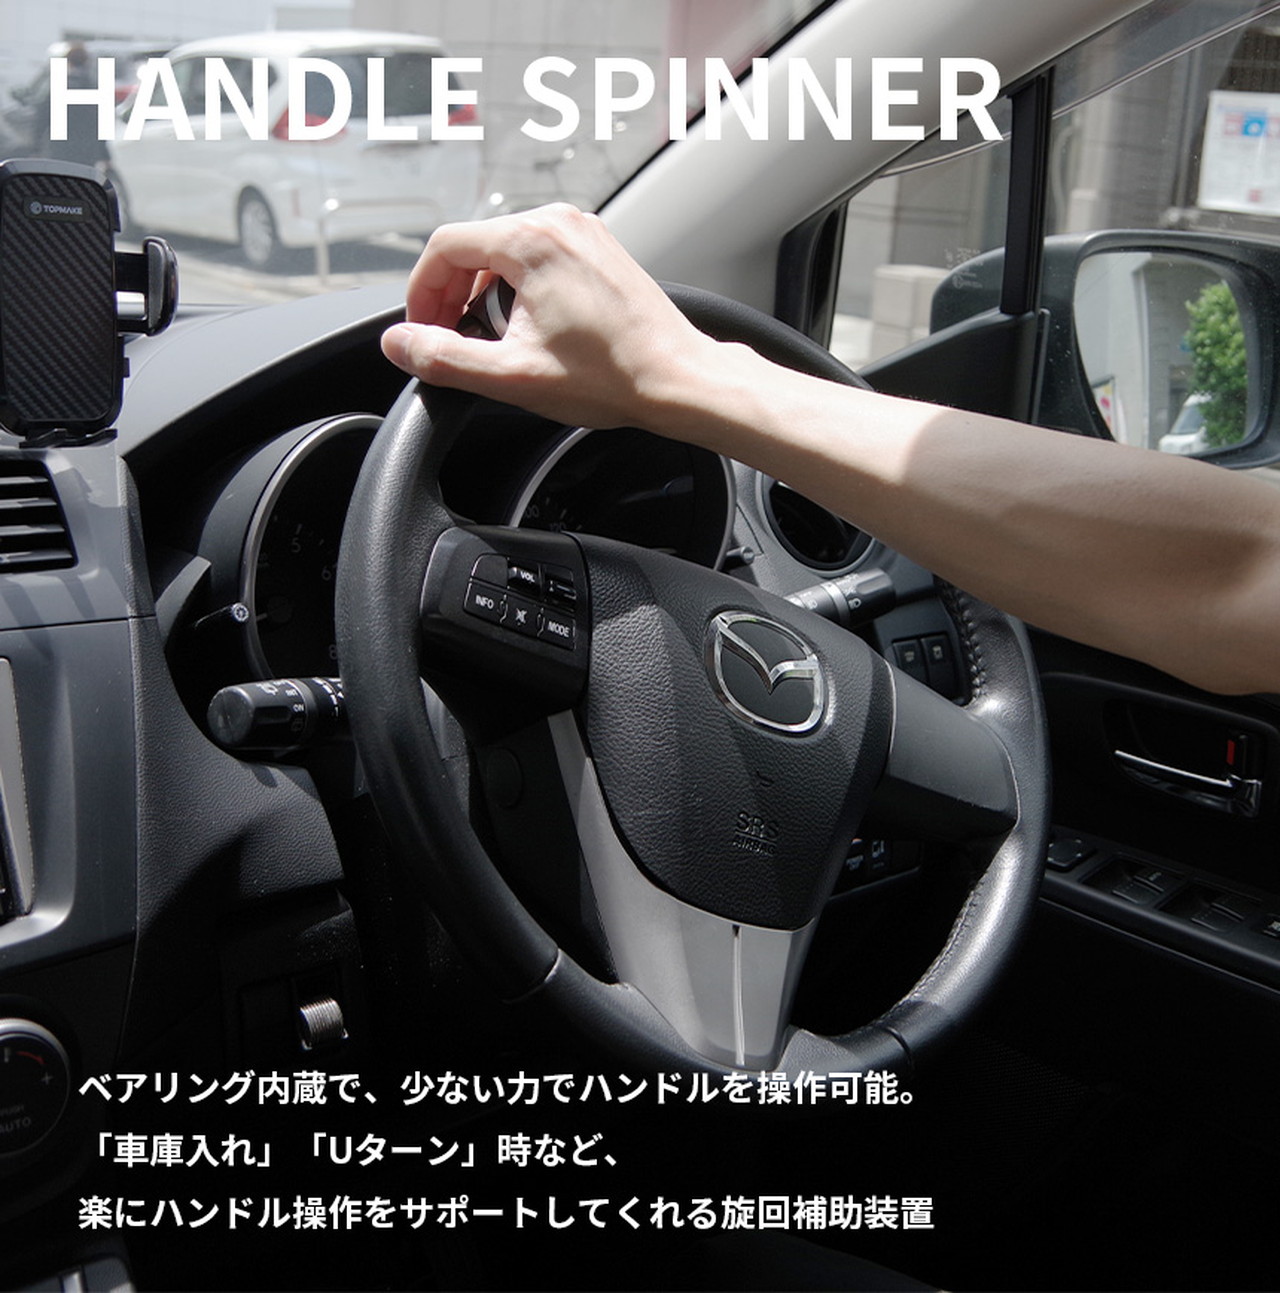 HANDLE SPINNER
TOPMAKE
VOL
INFO
MODE
ON
SRS
AIRBAG
AUTO
ベアリング内蔵で、少ない力でハンドルを操作可能。
「車庫入れ」「Uターン」時など、
楽にハンドル操作をサポートしてくれる旋回補助装置